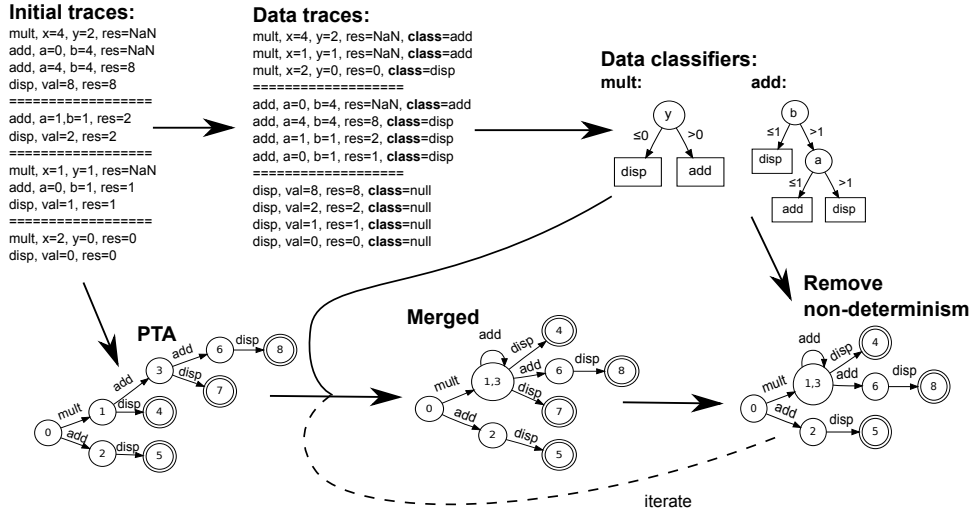 Initial traces:
mult, x=4, y=2, res=NaN
add, a=0, b=4, res=NaN
add, a=4, b=4, res=8
disp, val=8, res=8
==================
add, a=1,b=1, res=2
disp, val=2, res=2
==================
mult, x=1, y=1, res=NaN
add, a=0, b=1, res=1
disp, val=1, res=1
==================
mult, x=2, y=0, res=0
disp, val=0, res=0
Data traces:
mult, x=4, y=2, res=NaN, class=add
mult, x=1, y=1, res=NaN, class=add
mult, x=2, y=0, res=0, class=disp
===================
add, a=0, b=4, res=NaN, class=add
add, a=4, b=4, res=8, class=disp
add, a=1, b=1, res=2, class=disp
add, a=0, b=1, res=1, class=disp
===================
disp, val=8, res=8, class=null
disp, val=2, res=2, class=null
disp, val=1, res=1, class=null
disp, val=0, res=0, class=null
Data classifiers:
mult:
y
≤0 >0
disp add
add:
b
≤1 >1
disp a
≤1 >1
add disp
PTA
0
mult
add
1
2
add
disp
disp
3
4
5
add
disp
6
7
disp
8
Merged
0
mult
add
add
1,3
2
disp
add
disp
disp
4
6
7
5
disp
8
Remove
non-determinism
0
mult
add
add
1,3
2
disp
add
disp
4
6
5
disp
8
iterate